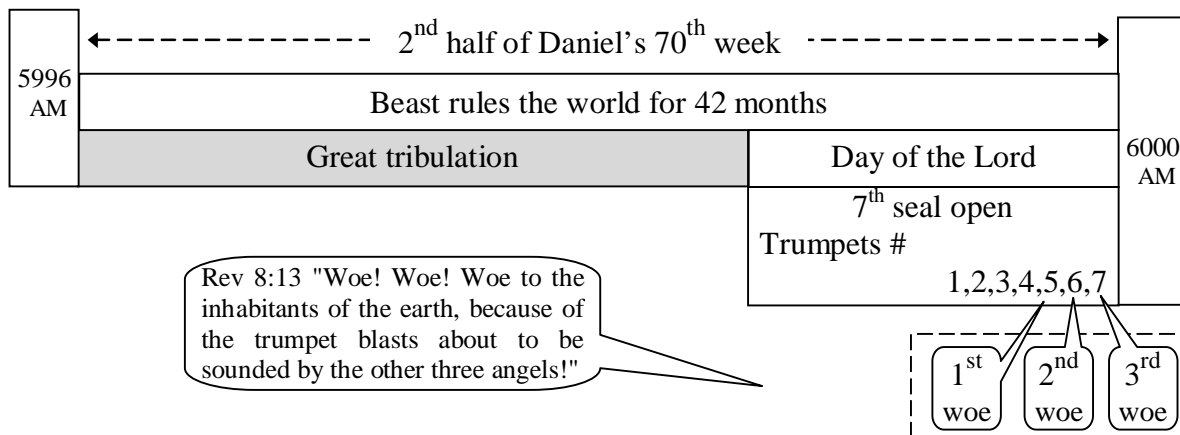 2nd half of Daniel's 70th week
5996
AM
Beast rules the world for 42 months
Great tribulation
Day of the Lord
6000
AM
7th seal open
Trumpets #
1,2,3,4,5,6,7
Rev 8:13 "Woe! Woe! Woe to the
inhabitants of the earth, because of
the trumpet blasts about to be
sounded by the other three angels!"
1st
woe
2nd
woe
3rd
woe